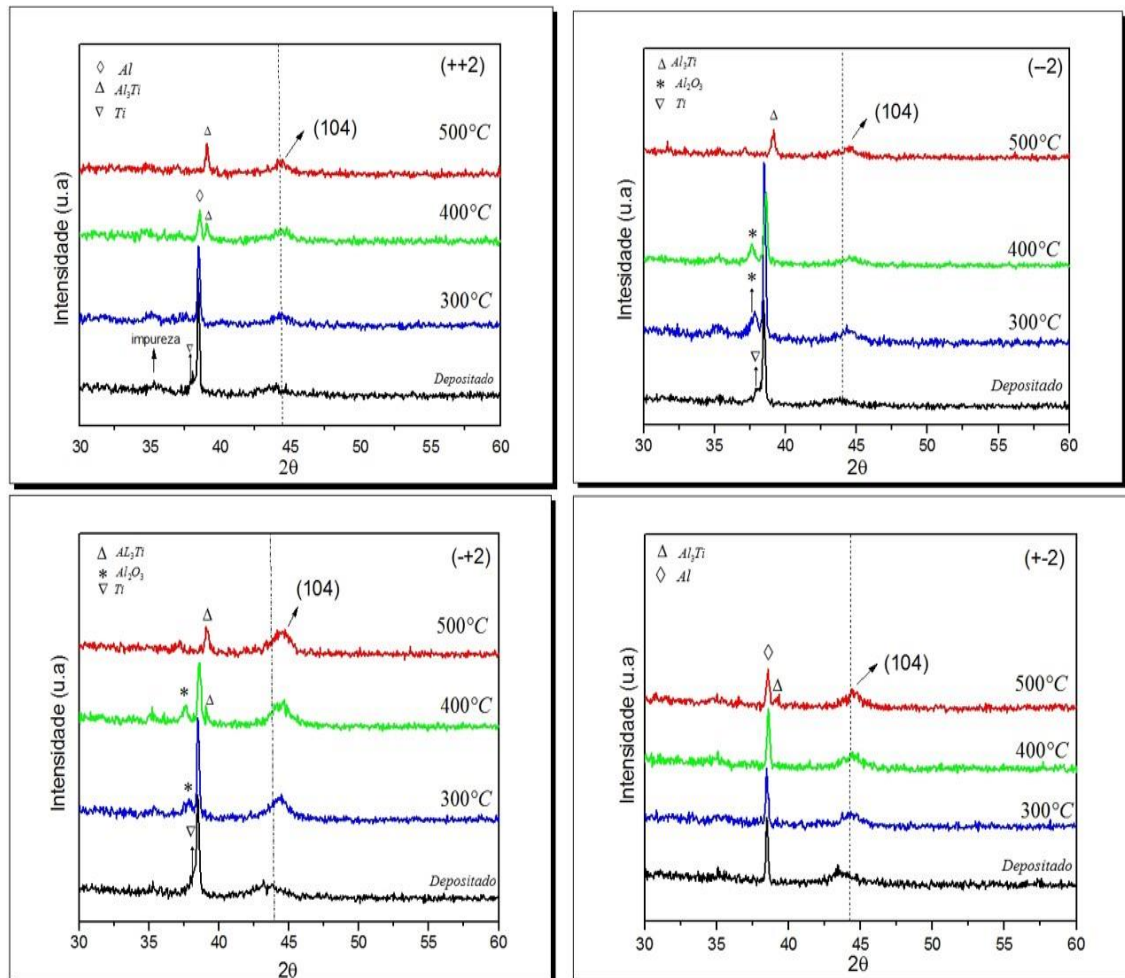 (++2)
◇ Al
△ Al₃Ti
▽ Ti
(104)
500°C
△
◇
△
400°C
300°C
impureza
▽
Depositado
Intensidade (u.a)
30 35 40 45 50 55 60
2θ
(--2)
△ Al₃Ti
* Al₂O₃
▽ Ti
(104)
△
500°C
*
400°C
*
300°C
▽
Depositado
Intesidade (u.a)
30 35 40 45 50 55 60
2θ
(-+2)
△ AL₃Ti
* Al₂O₃
▽ Ti
(104)
△
500°C
*
△
400°C
*
300°C
▽
Depositado
Intensidade (u.a)
30 35 40 45 50 55 60
2θ
(+-2)
△ Al₃Ti
◇ Al
◇
(104)
△
500°C
400°C
300°C
Depositado
Intensidade (u.a)
30 35 40 45 50 55 60
2θ